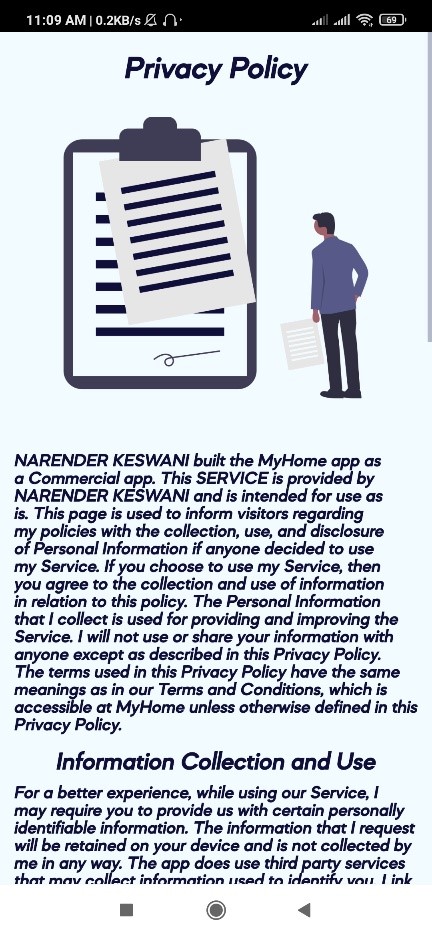 11:09 AM | 0.2KB/s
69
Privacy Policy
NARENDER KESWANI built the MyHome app as
a Commercial app. This SERVICE is provided by
NARENDER KESWANI and is intended for use as
is. This page is used to inform visitors regarding
my policies with the collection, use, and disclosure
of Personal Information if anyone decided to use
my Service. If you choose to use my Service, then
you agree to the collection and use of information
in relation to this policy. The Personal Information
that I collect is used for providing and improving the
Service. I will not use or share your information with
anyone except as described in this Privacy Policy.
The terms used in this Privacy Policy have the same
meanings as in our Terms and Conditions, which is
accessible at MyHome unless otherwise defined in this
Privacy Policy.
Information Collection and Use
For a better experience, while using our Service, I
may require you to provide us with certain personally
identifiable information. The information that I request
will be retained on your device and is not collected by
me in any way. The app does use third party services
that may collect information used to identify you. Link